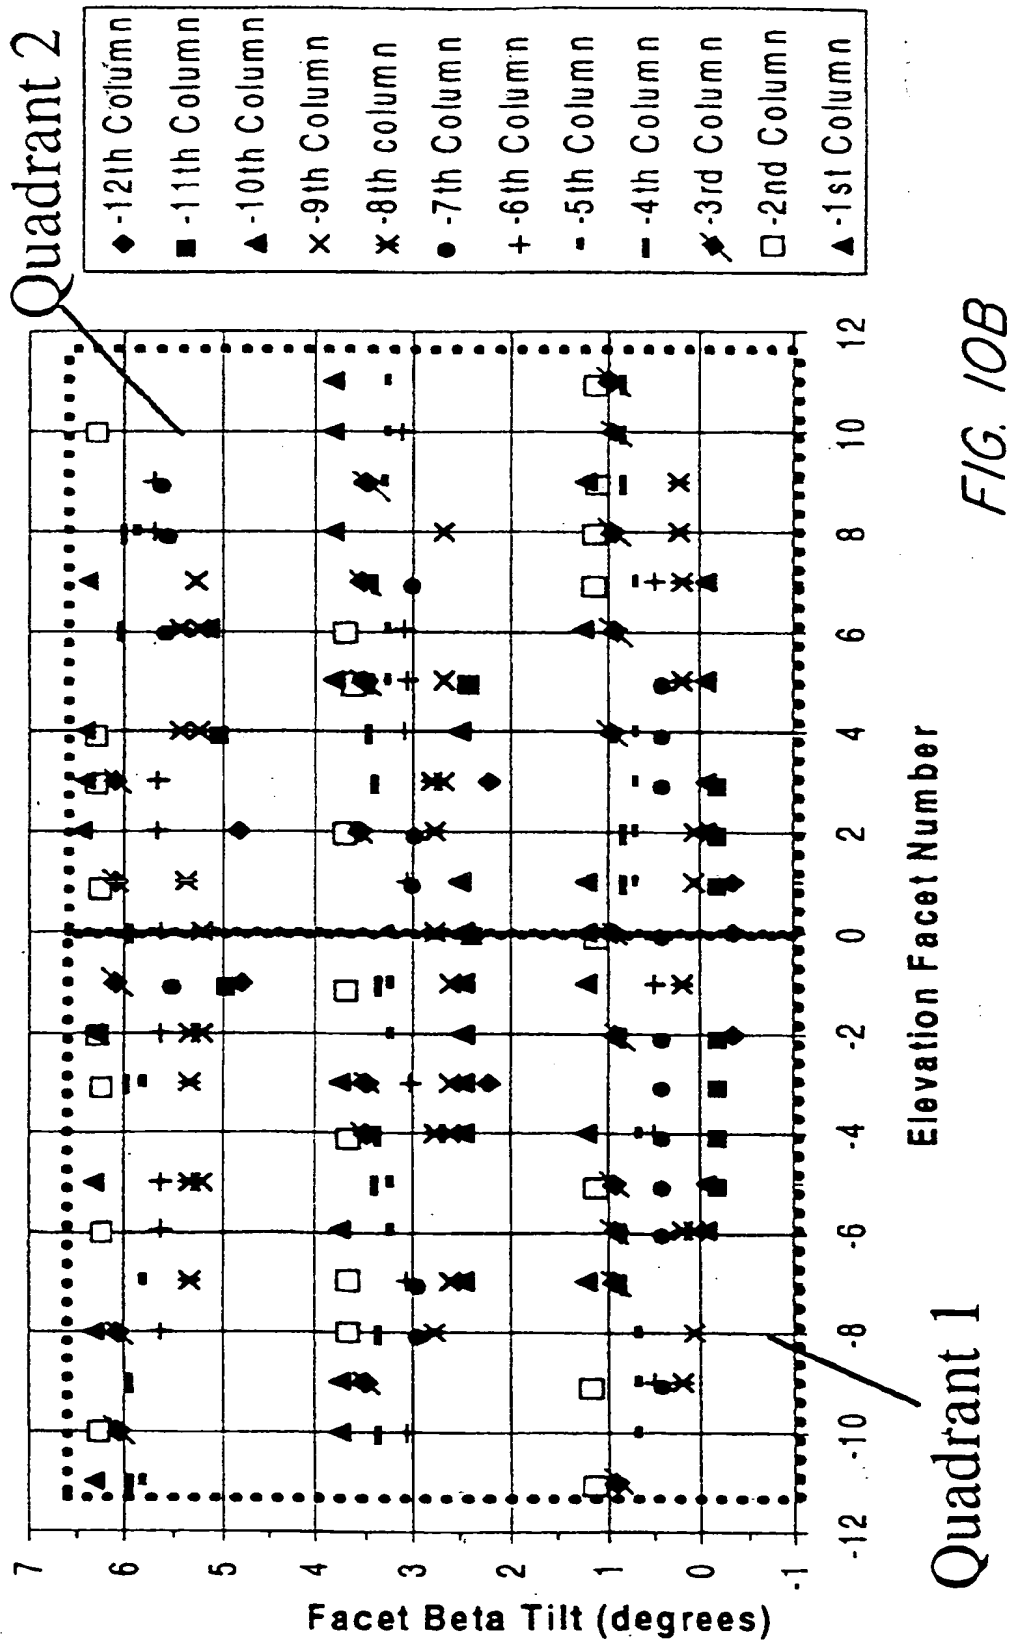 Quadrant 2
-12th Column
-11th Column
-10th Column
-9th Column
-8th column
-7th Column
-6th Column
-5th Column
-4th Column
-3rd Column
-2nd Column
-1st Column
Facet Beta Tilt (degrees)
7
6
5
4
3
2
1
0
-1
-12
-10
-8
-6
-4
-2
0
2
4
6
8
10
12
Elevation Facet Number
Quadrant 1
FIG. 10B